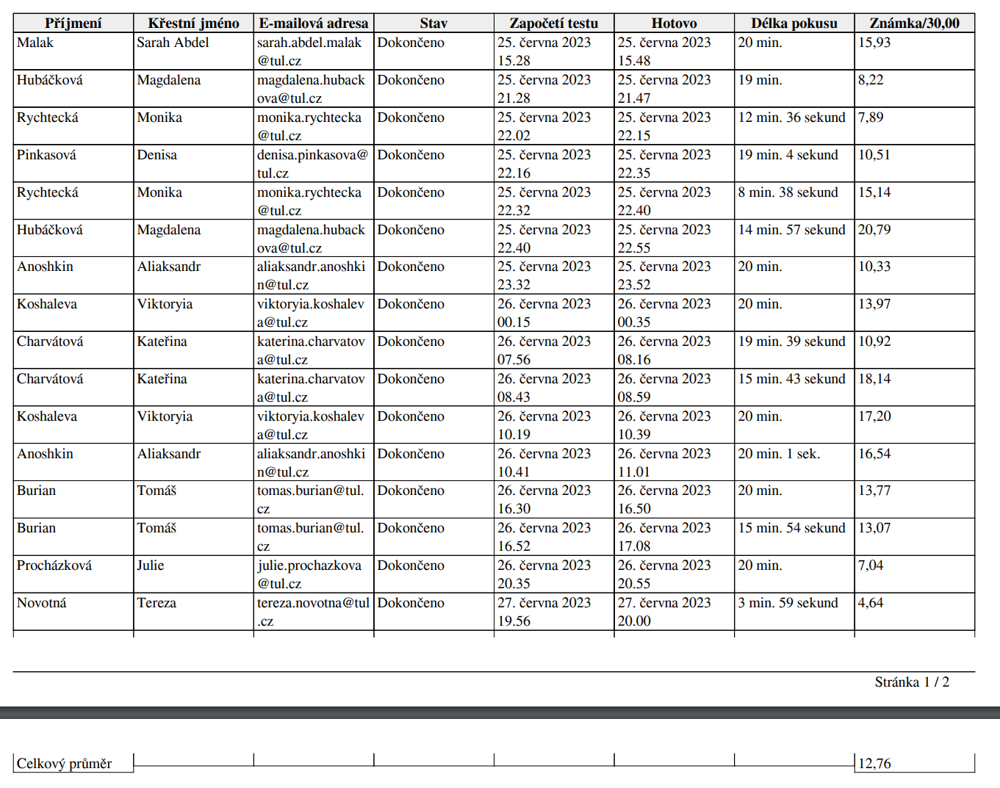 Příjmení Křestní jméno E-mailová adresa Stav Započetí testu Hotovo Délka pokusu Známka/30,00
Malak Sarah Abdel sarah.abdel.malak Dokončeno 25. června 2023 25. června 2023 20 min. 15,93
@tul.cz 15.28 15.48
Hubáčková Magdalena magdalena.huback Dokončeno 25. června 2023 25. června 2023 19 min. 8,22
ova@tul.cz 21.28 21.47
Rychtecká Monika monika.rychtecka Dokončeno 25. června 2023 25. června 2023 12 min. 36 sekund 7,89
@tul.cz 22.02 22.15
Pinkasová Denisa denisa.pinkasova@ Dokončeno 25. června 2023 25. června 2023 19 min. 4 sekund 10,51
tul.cz 22.16 22.35
Rychtecká Monika monika.rychtecka Dokončeno 25. června 2023 25. června 2023 8 min. 38 sekund 15,14
@tul.cz 22.32 22.40
Hubáčková Magdalena magdalena.huback Dokončeno 25. června 2023 25. června 2023 14 min. 57 sekund 20,79
ova@tul.cz 22.40 22.55
Anoshkin Aliaksandr aliaksandr.anoshki Dokončeno 25. června 2023 25. června 2023 20 min. 10,33
n@tul.cz 23.32 23.52
Koshaleva Viktoryia viktoryia.koshalev Dokončeno 26. června 2023 26. června 2023 20 min. 13,97
a@tul.cz 00.15 00.35
Charvátová Kateřina katerina.charvatov Dokončeno 26. června 2023 26. června 2023 19 min. 39 sekund 10,92
a@tul.cz 07.56 08.16
Charvátová Kateřina katerina.charvatov Dokončeno 26. června 2023 26. června 2023 15 min. 43 sekund 18,14
a@tul.cz 08.43 08.59
Koshaleva Viktoryia viktoryia.koshalev Dokončeno 26. června 2023 26. června 2023 20 min. 17,20
a@tul.cz 10.19 10.39
Anoshkin Aliaksandr aliaksandr.anoshki Dokončeno 26. června 2023 26. června 2023 20 min. 1 sek. 16,54
n@tul.cz 10.41 11.01
Burian Tomáš tomas.burian@tul. Dokončeno 26. června 2023 26. června 2023 20 min. 13,77
cz 16.30 16.50
Burian Tomáš tomas.burian@tul. Dokončeno 26. června 2023 26. června 2023 15 min. 54 sekund 13,07
cz 16.52 17.08
Procházková Julie julie.prochazkova Dokončeno 26. června 2023 26. června 2023 20 min. 7,04
@tul.cz 20.35 20.55
Novotná Tereza tereza.novotna@tul Dokončeno 27. června 2023 27. června 2023 3 min. 59 sekund 4,64
.cz 19.56 20.00
Stránka 1 / 2
Celkový průměr 12,76